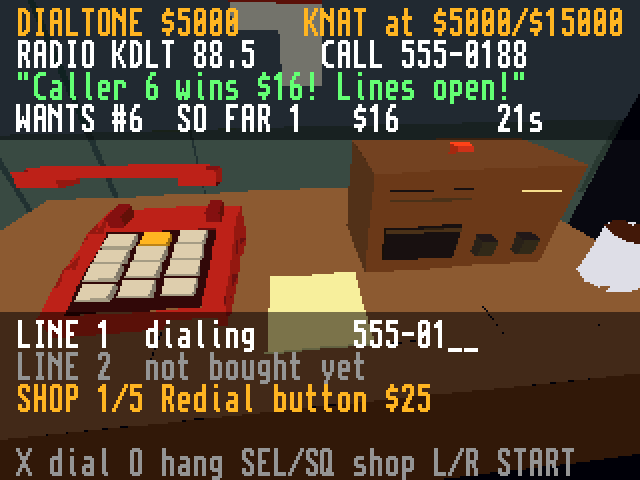 DIALTONE $5000 KNAT at $5000/$15000
RADIO KDLT 88.5 CALL 555-0188
"Caller 6 wins $16! Lines open!"
WANTS #6 SO FAR 1 $16 21s
LINE 1 dialing 555-01__
LINE 2 not bought yet
SHOP 1/5 Redial button $25
X dial O hang SEL/SQ shop L/R START